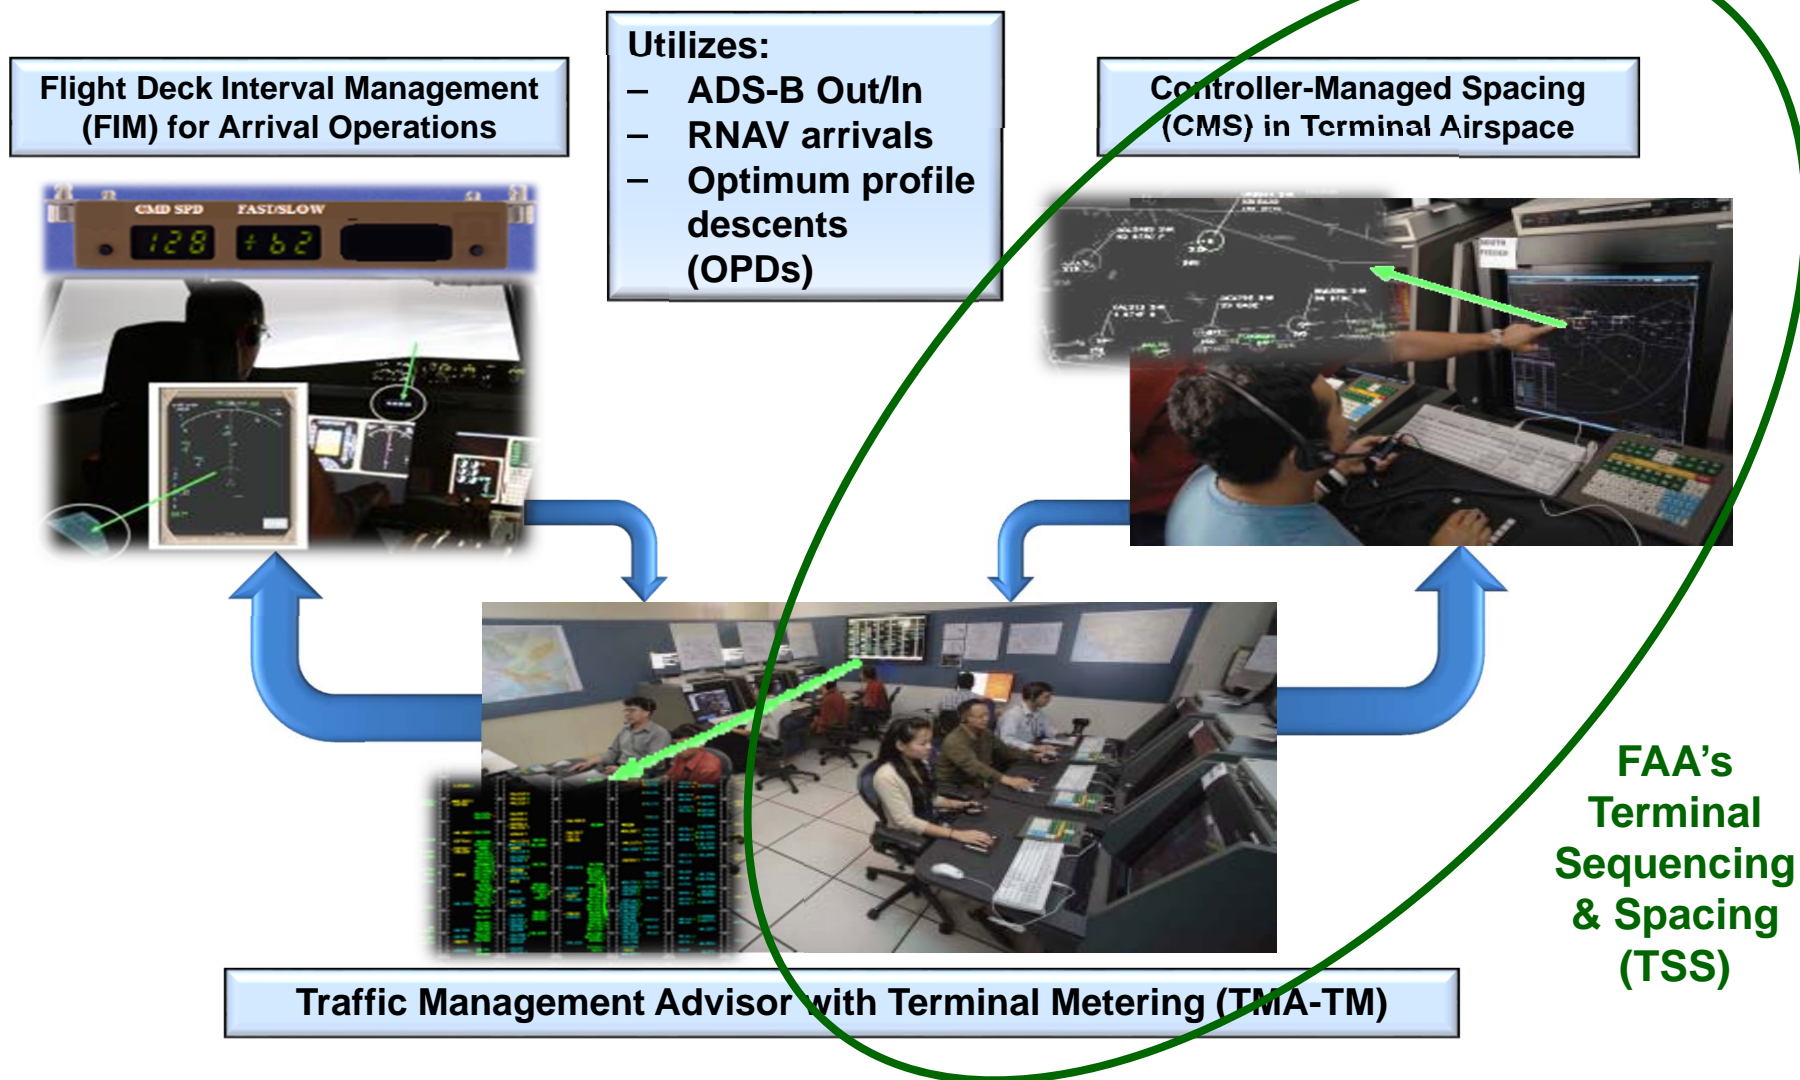 Flight Deck Interval Management
(FIM) for Arrival Operations
Utilizes:
– ADS-B Out/In
– RNAV arrivals
– Optimum profile
descents
(OPDs)
Controller-Managed Spacing
(CMS) in Terminal Airspace
CMD SPD FAST/SLOW
128 +62
SOUTH
FEEDER
FAA’s
Terminal
Sequencing
& Spacing
(TSS)
Traffic Management Advisor with Terminal Metering (TMA-TM)